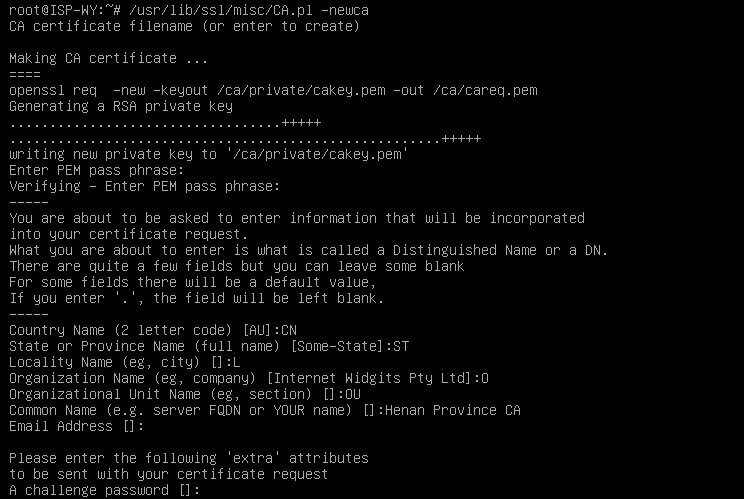 root@ISP-WY:~# /usr/lib/ssl/misc/CA.pl -newca
CA certificate filename (or enter to create)
Making CA certificate ...
====
openssl req  -new -keyout /ca/private/cakey.pem -out /ca/careq.pem
Generating a RSA private key
..................................+++++
......................................................+++++
writing new private key to '/ca/private/cakey.pem'
Enter PEM pass phrase:
Verifying - Enter PEM pass phrase:
-----
You are about to be asked to enter information that will be incorporated
into your certificate request.
What you are about to enter is what is called a Distinguished Name or a DN.
There are quite a few fields but you can leave some blank
For some fields there will be a default value,
If you enter '.', the field will be left blank.
-----
Country Name (2 letter code) [AU]:CN
State or Province Name (full name) [Some-State]:ST
Locality Name (eg, city) []:L
Organization Name (eg, company) [Internet Widgits Pty Ltd]:O
Organizational Unit Name (eg, section) []:OU
Common Name (e.g. server FQDN or YOUR name) []:Henan Province CA
Email Address []:
Please enter the following 'extra' attributes
to be sent with your certificate request
A challenge password []: